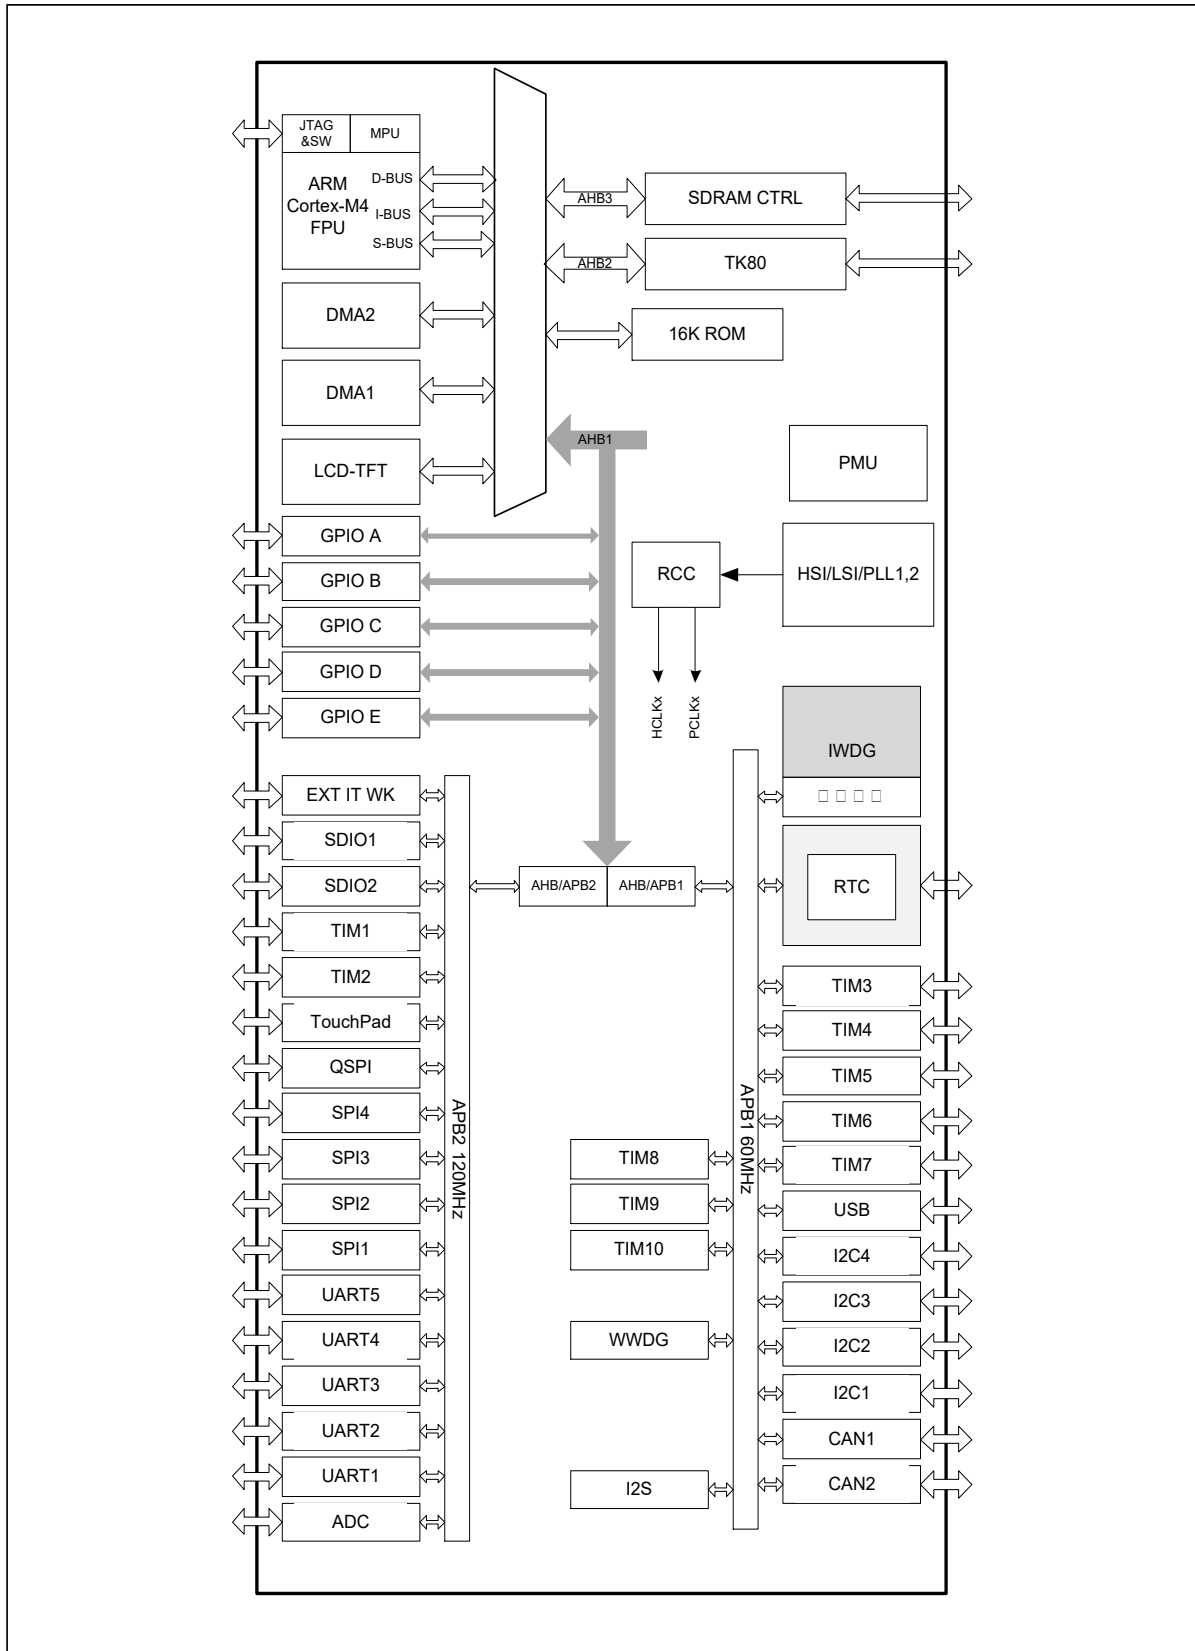 JTAG
&SW
MPU
ARM
Cortex-M4
FPU
D-BUS
I-BUS
S-BUS
DMA2
DMA1
LCD-TFT
AHB3
SDRAM CTRL
AHB2
TK80
16K ROM
AHB1
PMU
GPIO A
GPIO B
GPIO C
GPIO D
GPIO E
RCC
HSI/LSI/PLL1,2
HCLKx
PCLKx
IWDG
EXT IT WK
SDIO1
SDIO2
TIM1
TIM2
TouchPad
QSPI
SPI4
SPI3
SPI2
SPI1
UART5
UART4
UART3
UART2
UART1
ADC
APB2 120MHz
AHB/APB2
AHB/APB1
TIM8
TIM9
TIM10
WWDG
I2S
APB1 60MHz
RTC
TIM3
TIM4
TIM5
TIM6
TIM7
USB
I2C4
I2C3
I2C2
I2C1
CAN1
CAN2